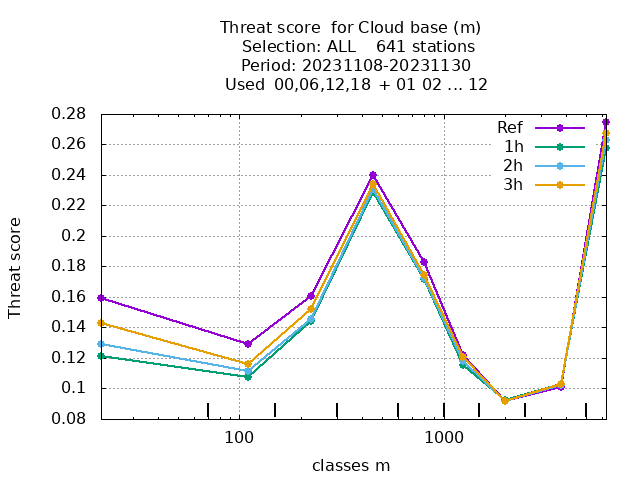 Threat score  for Cloud base (m)
Selection: ALL    641 stations
Period: 20231108-20231130
Used  00,06,12,18  + 01 02 ... 12
Threat score
0.28
0.26
0.24
0.22
0.2
0.18
0.16
0.14
0.12
0.1
0.08
Ref
1h
2h
3h
100
1000
classes m